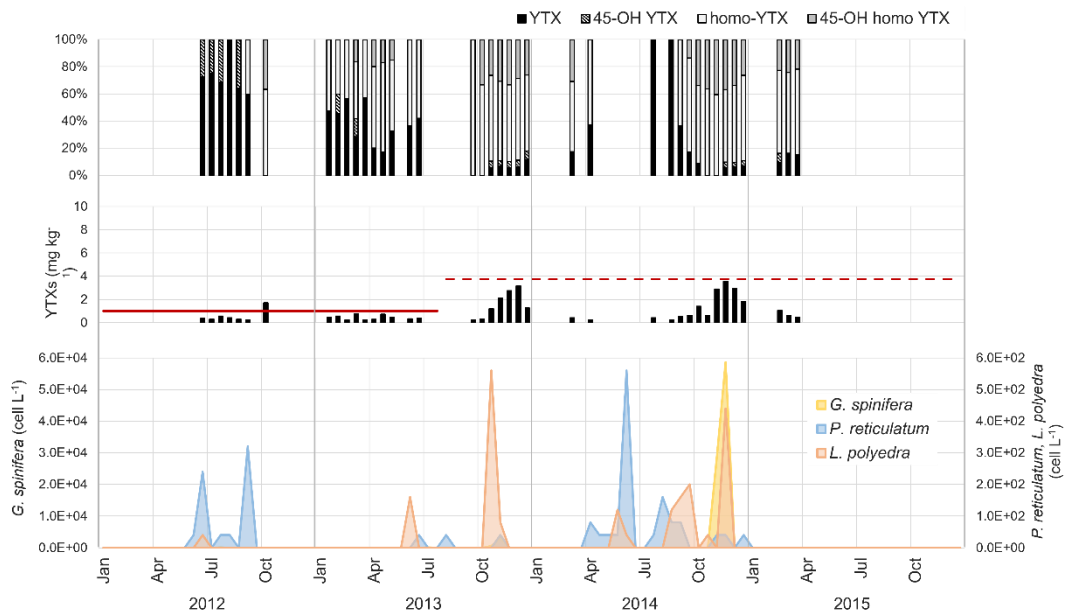 YTX 45-OH YTX homo-YTX 45-OH homo YTX
100%
80%
60%
40%
20%
0%
YTXs (mg kg-1)
10
8
6
4
2
0
G. spinifera (cell L-1)
6.0E+04
5.0E+04
4.0E+04
3.0E+04
2.0E+04
1.0E+04
0.0E+00
G. spinifera
P. reticulatum
L. polyedra
6.0E+02
5.0E+02
4.0E+02
3.0E+02
2.0E+02
1.0E+02
0.0E+00
P. reticulatum, L. polyedra
(cell L-1)
Jan Apr Jul Oct Jan Apr Jul Oct Jan Apr Jul Oct Jan Apr Jul Oct
2012 2013 2014 2015